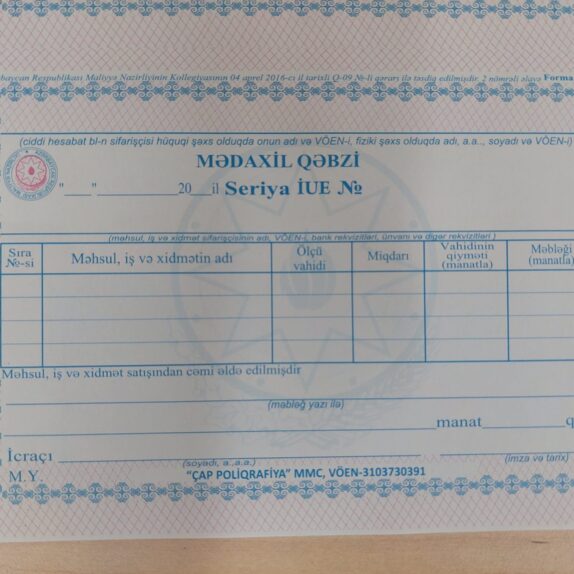 baycan Respublikası Maliyyə Nazirliyinin Kollegiyasının 04 aprel 2016-cı il tarixli Q-09 №-li qərarı ilə təsdiq edilmişdir. 2 nömrəli əlavə Forma
(ciddi hesabat bl-n sifarişçisi hüquqi şəxs olduqda onun adı və VÖEN-i, fiziki şəxs olduqda adı, a.a., soyadı və VÖEN-i)
MƏDAXİL QƏBZİ
"___" __________ 20__il Seriya İUE №
(məhsul, iş və xidmət sifarişçisinin adı, VÖEN-i, bank rekvizitləri, ünvanı və digər rekvizitləri )
Sıra №-si Məhsul, iş və xidmətin adı Ölçü vahidi Miqdarı Vahidinin qiyməti (manatla) Məbləği (manatla)
Məhsul, iş və xidmət satışından cəmi əldə edilmişdir
(məbləğ yazı ilə)
manat______q
İcraçı
(soyadı, a.,a.a.) (imza və tarix)
M.Y. "ÇAP POLİQRAFİYA" MMC, VÖEN-3103730391